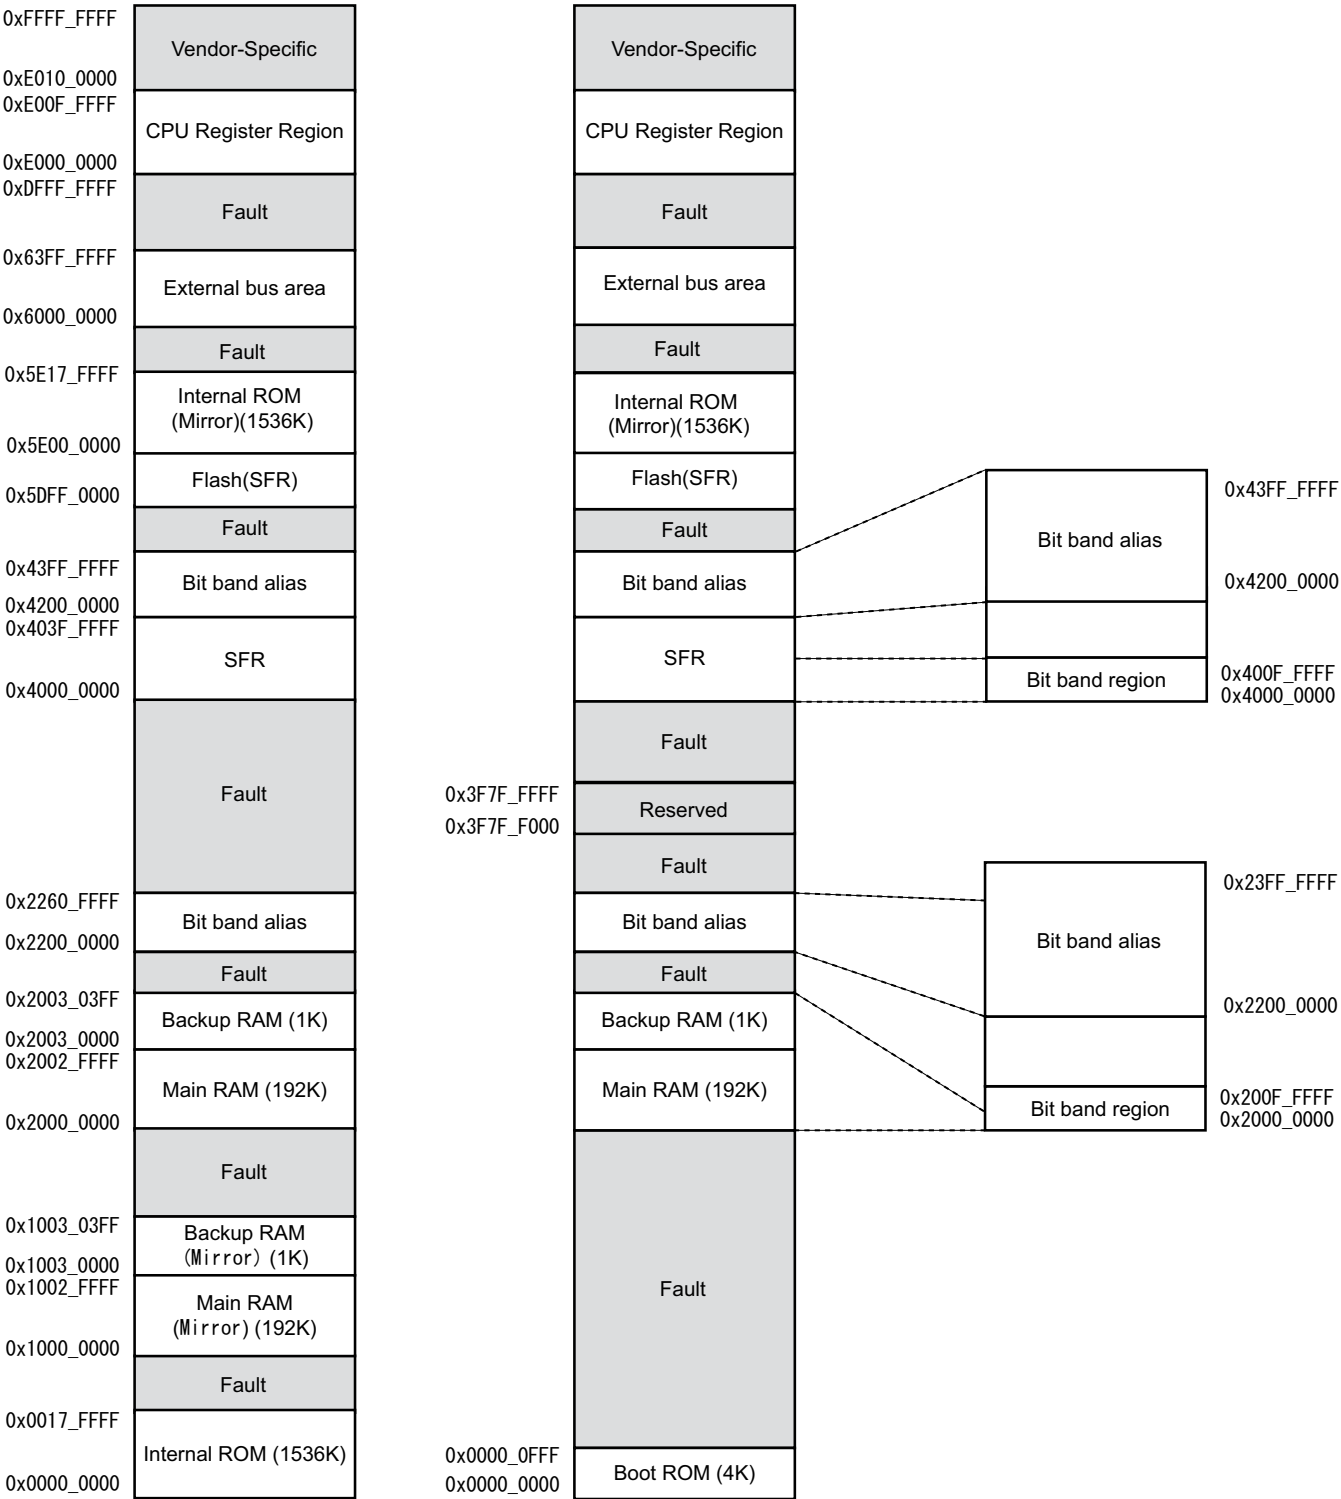 0xFFFF_FFFF
Vendor-Specific
0xE010_0000
0xE00F_FFFF
CPU Register Region
0xE000_0000
0xDFFF_FFFF
Fault
0x63FF_FFFF
External bus area
0x6000_0000
Fault
0x5E17_FFFF
Internal ROM
(Mirror)(1536K)
0x5E00_0000
Flash(SFR)
0x5DFF_0000
Fault
0x43FF_FFFF
Bit band alias
0x4200_0000
0x403F_FFFF
SFR
0x4000_0000
Fault
0x2260_FFFF
Bit band alias
0x2200_0000
Fault
0x2003_03FF
Backup RAM (1K)
0x2003_0000
0x2002_FFFF
Main RAM (192K)
0x2000_0000
Fault
0x1003_03FF
Backup RAM
(Mirror) (1K)
0x1003_0000
0x1002_FFFF
Main RAM
(Mirror) (192K)
0x1000_0000
Fault
0x0017_FFFF
Internal ROM (1536K)
0x0000_0000
Vendor-Specific
CPU Register Region
Fault
External bus area
Fault
Internal ROM
(Mirror)(1536K)
Flash(SFR)
Fault
Bit band alias
SFR
Fault
0x3F7F_FFFF
Reserved
0x3F7F_F000
Fault
Bit band alias
Fault
Backup RAM (1K)
Main RAM (192K)
Fault
0x0000_0FFF
Boot ROM (4K)
0x0000_0000
0x43FF_FFFF
Bit band alias
0x4200_0000
0x400F_FFFF
Bit band region
0x4000_0000
0x23FF_FFFF
Bit band alias
0x2200_0000
0x200F_FFFF
Bit band region
0x2000_0000